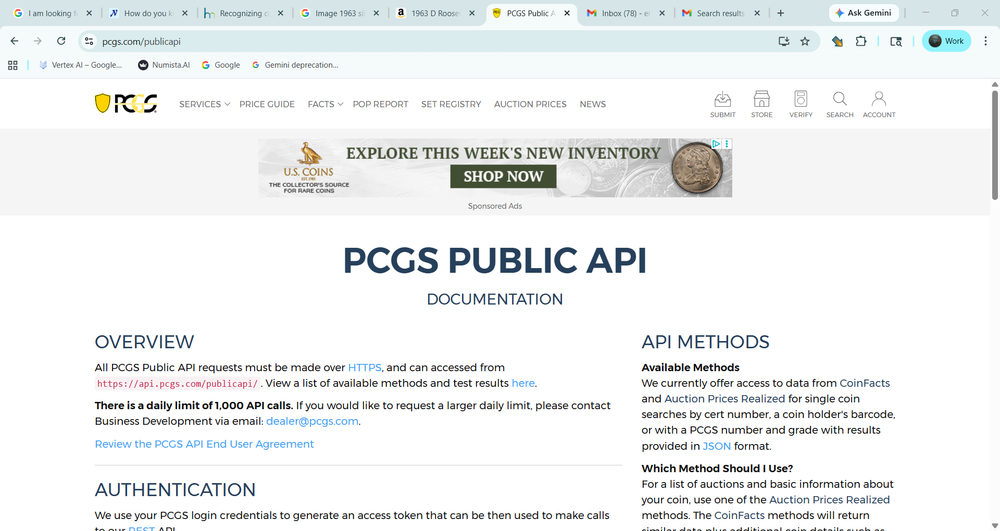 I am looking fo
How do you k
Recognizing c
Image 1963 sil
1963 D Roosev
PCGS Public A
Inbox (78) - er
Search results
Ask Gemini
pcgs.com/publicapi
Work
Vertex AI – Google...
Numista.AI
Google
Gemini deprecation...
PCGS
SERVICES
PRICE GUIDE
FACTS
POP REPORT
SET REGISTRY
AUCTION PRICES
NEWS
SUBMIT
STORE
VERIFY
SEARCH
ACCOUNT
U.S. COINS
EST. 1985
THE COLLECTOR'S SOURCE
FOR RARE COINS
EXPLORE THIS WEEK'S NEW INVENTORY
SHOP NOW
Sponsored Ads
PCGS PUBLIC API
DOCUMENTATION
OVERVIEW
All PCGS Public API requests must be made over HTTPS, and can accessed from
https://api.pcgs.com/publicapi/. View a list of available methods and test results here.
There is a daily limit of 1,000 API calls. If you would like to request a larger daily limit, please contact
Business Development via email: dealer@pcgs.com.
Review the PCGS API End User Agreement
AUTHENTICATION
We use your PCGS login credentials to generate an access token that can be then used to make calls
to our REST API.
API METHODS
Available Methods
We currently offer access to data from CoinFacts
and Auction Prices Realized for single coin
searches by cert number, a coin holder's barcode,
or with a PCGS number and grade with results
provided in JSON format.
Which Method Should I Use?
For a list of auctions and basic information about
your coin, use one of the Auction Prices Realized
methods. The CoinFacts methods will return
similar data plus additional coin details such as